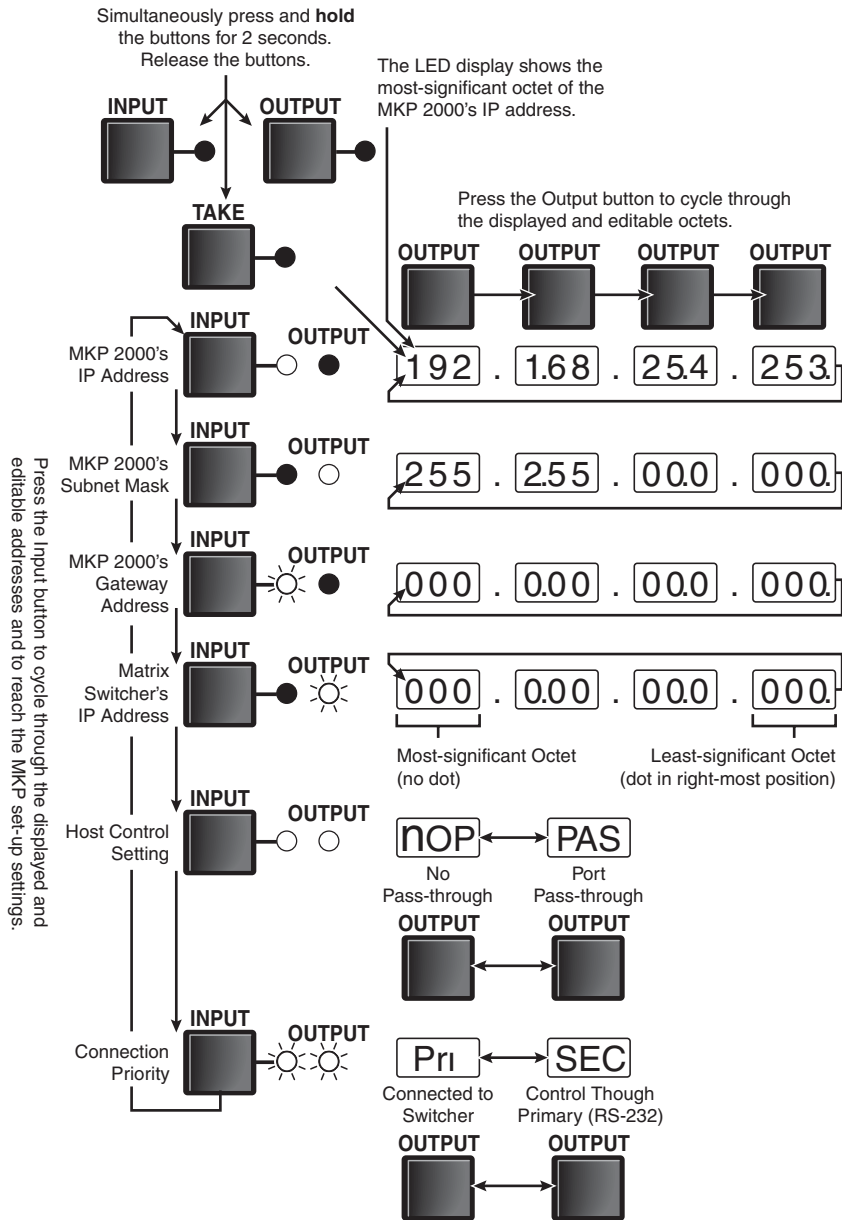 Simultaneously press and hold
the buttons for 2 seconds.
Release the buttons.
The LED display shows the
most-significant octet of the
MKP 2000's IP address.
INPUT
OUTPUT
TAKE
Press the Output button to cycle through
the displayed and editable octets.
OUTPUT OUTPUT OUTPUT OUTPUT
INPUT
OUTPUT
MKP 2000's
IP Address
192 . 1.68 . 25.4 . 253.
INPUT
OUTPUT
MKP 2000's
Subnet Mask
255 . 2.55 . 00.0 . 000.
INPUT
OUTPUT
MKP 2000's
Gateway
Address
000 . 0.00 . 00.0 . 000.
INPUT
OUTPUT
Matrix
Switcher's
IP Address
000 . 0.00 . 00.0 . 000.
Most-significant Octet
(no dot)
Least-significant Octet
(dot in right-most position)
Press the Input button to cycle through the displayed and
editable addresses and to reach the MKP set-up settings.
INPUT
OUTPUT
Host Control
Setting
nOP PAS
No
Pass-through
Port
Pass-through
OUTPUT OUTPUT
INPUT
OUTPUT
Connection
Priority
Prı SEC
Connected to
Switcher
Control Though
Primary (RS-232)
OUTPUT OUTPUT